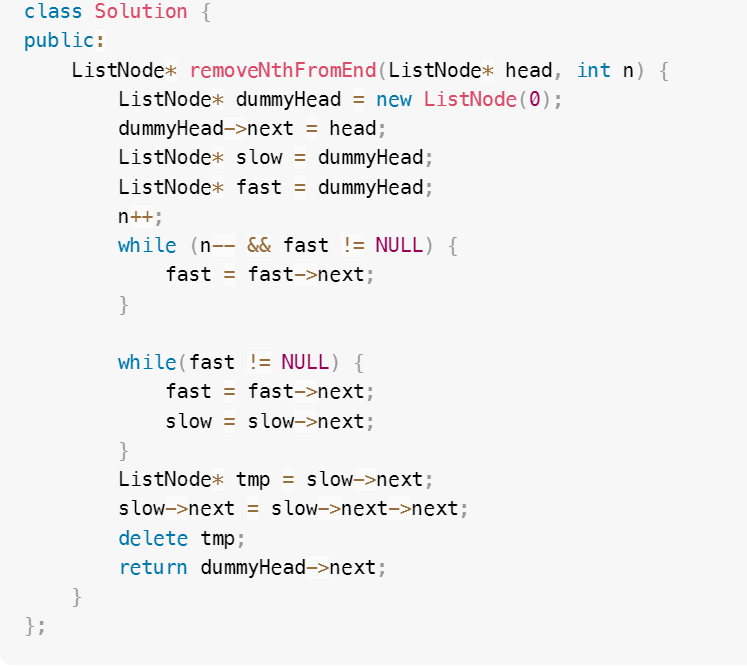 class Solution {
public:
    ListNode* removeNthFromEnd(ListNode* head, int n) {
        ListNode* dummyHead = new ListNode(0);
        dummyHead->next = head;
        ListNode* slow = dummyHead;
        ListNode* fast = dummyHead;
        n++;
        while (n-- && fast != NULL) {
            fast = fast->next;
        }

        while(fast != NULL) {
            fast = fast->next;
            slow = slow->next;
        }
        ListNode* tmp = slow->next;
        slow->next = slow->next->next;
        delete tmp;
        return dummyHead->next;
    }
};